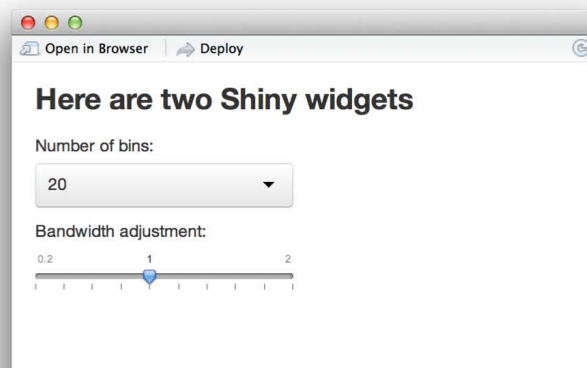 Open in Browser Deploy
Here are two Shiny widgets
Number of bins:
20
Bandwidth adjustment:
0.2 1 2